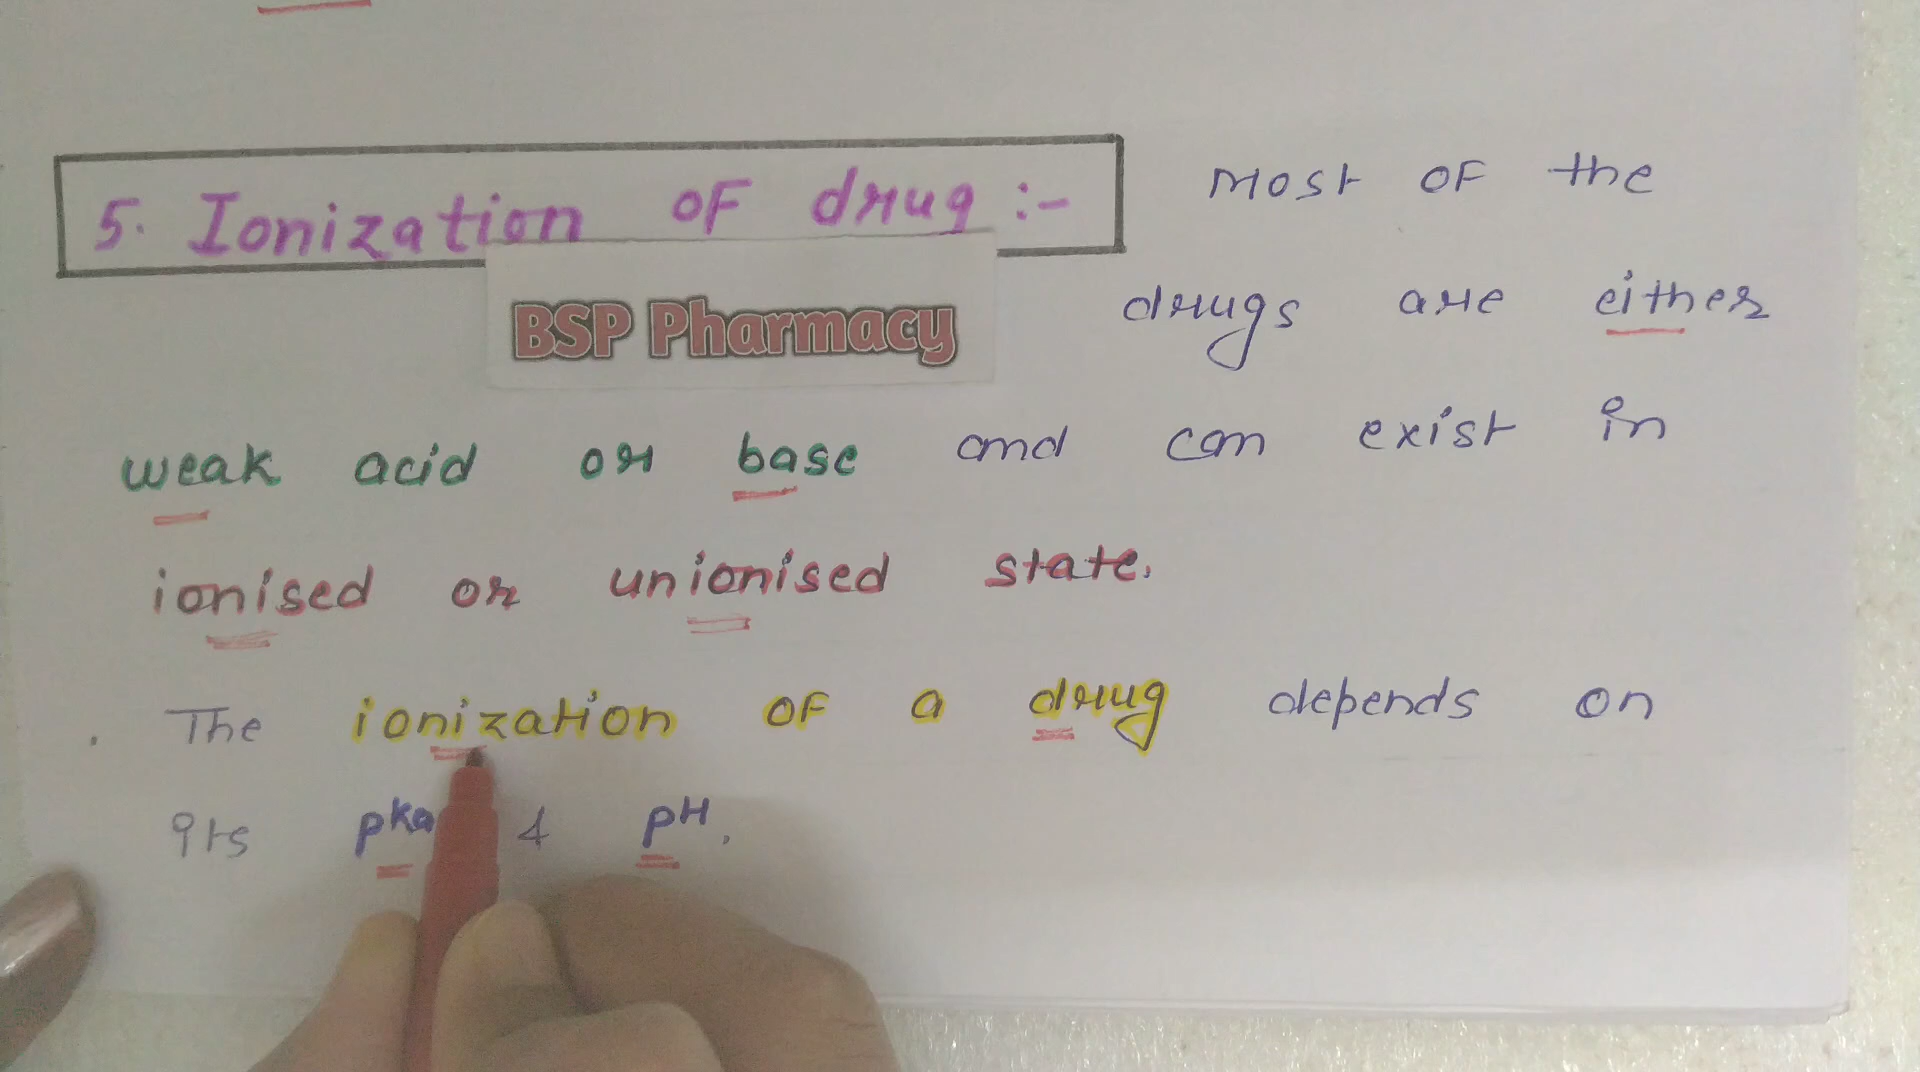 5. Ionization of drug :- Most of the
BSP Pharmacy
drugs are either
weak acid or base and can exist in
ionised or unionised state.
. The ionization of a drug depends on
its pka & pH.